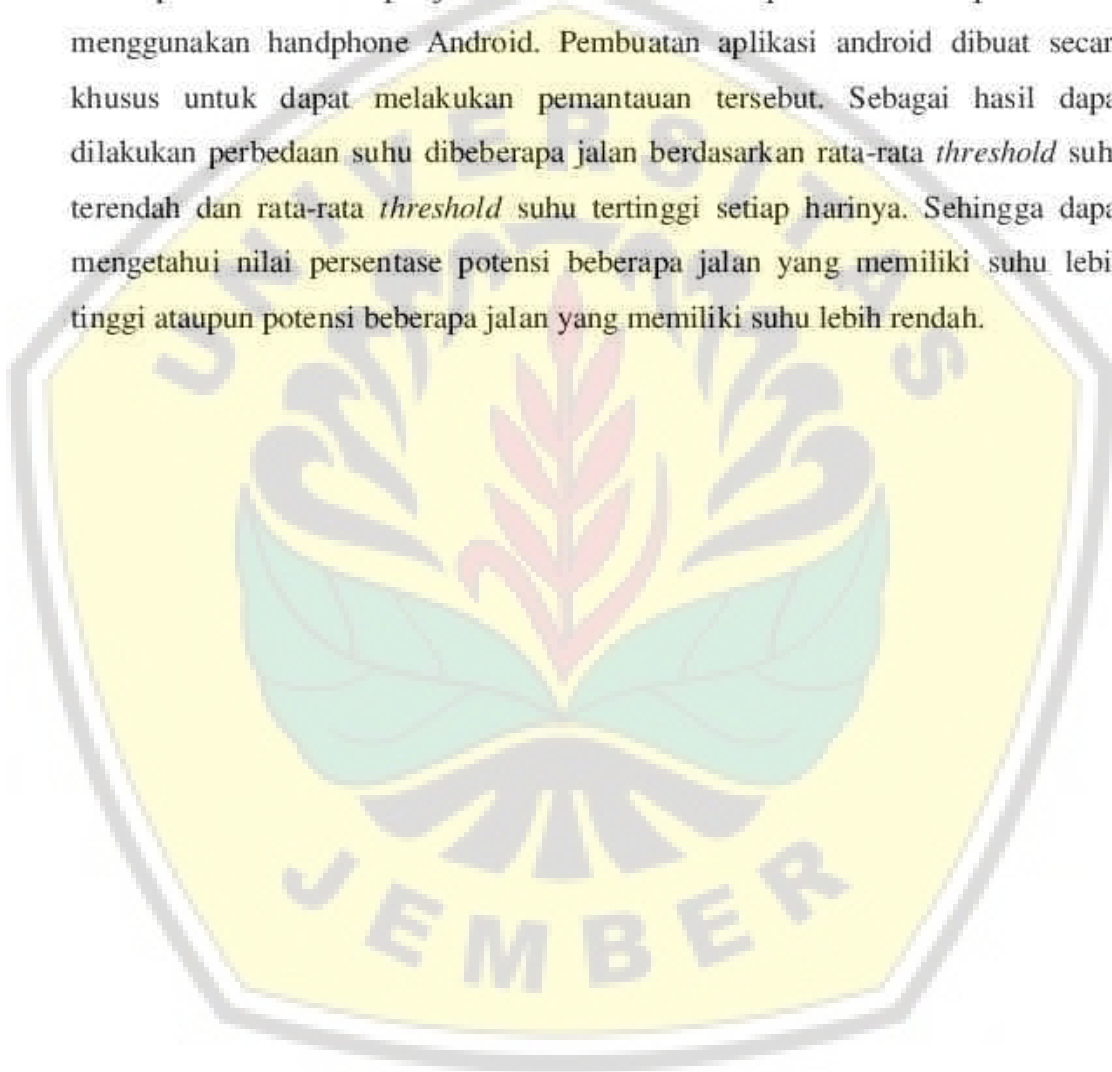 menggunakan handphone Android. Pembuatan aplikasi android dibuat secar
khusus untuk dapat melakukan pemantauan tersebut. Sebagai hasil dapa
dilakukan perbedaan suhu dibeberapa jalan berdasarkan rata-rata threshold suh
terendah dan rata-rata threshold suhu tertinggi setiap harinya. Sehingga dapa
mengetahui nilai persentase potensi beberapa jalan yang memiliki suhu lebi
tinggi ataupun potensi beberapa jalan yang memiliki suhu lebih rendah.
UNIVERSITAS
JEMBER